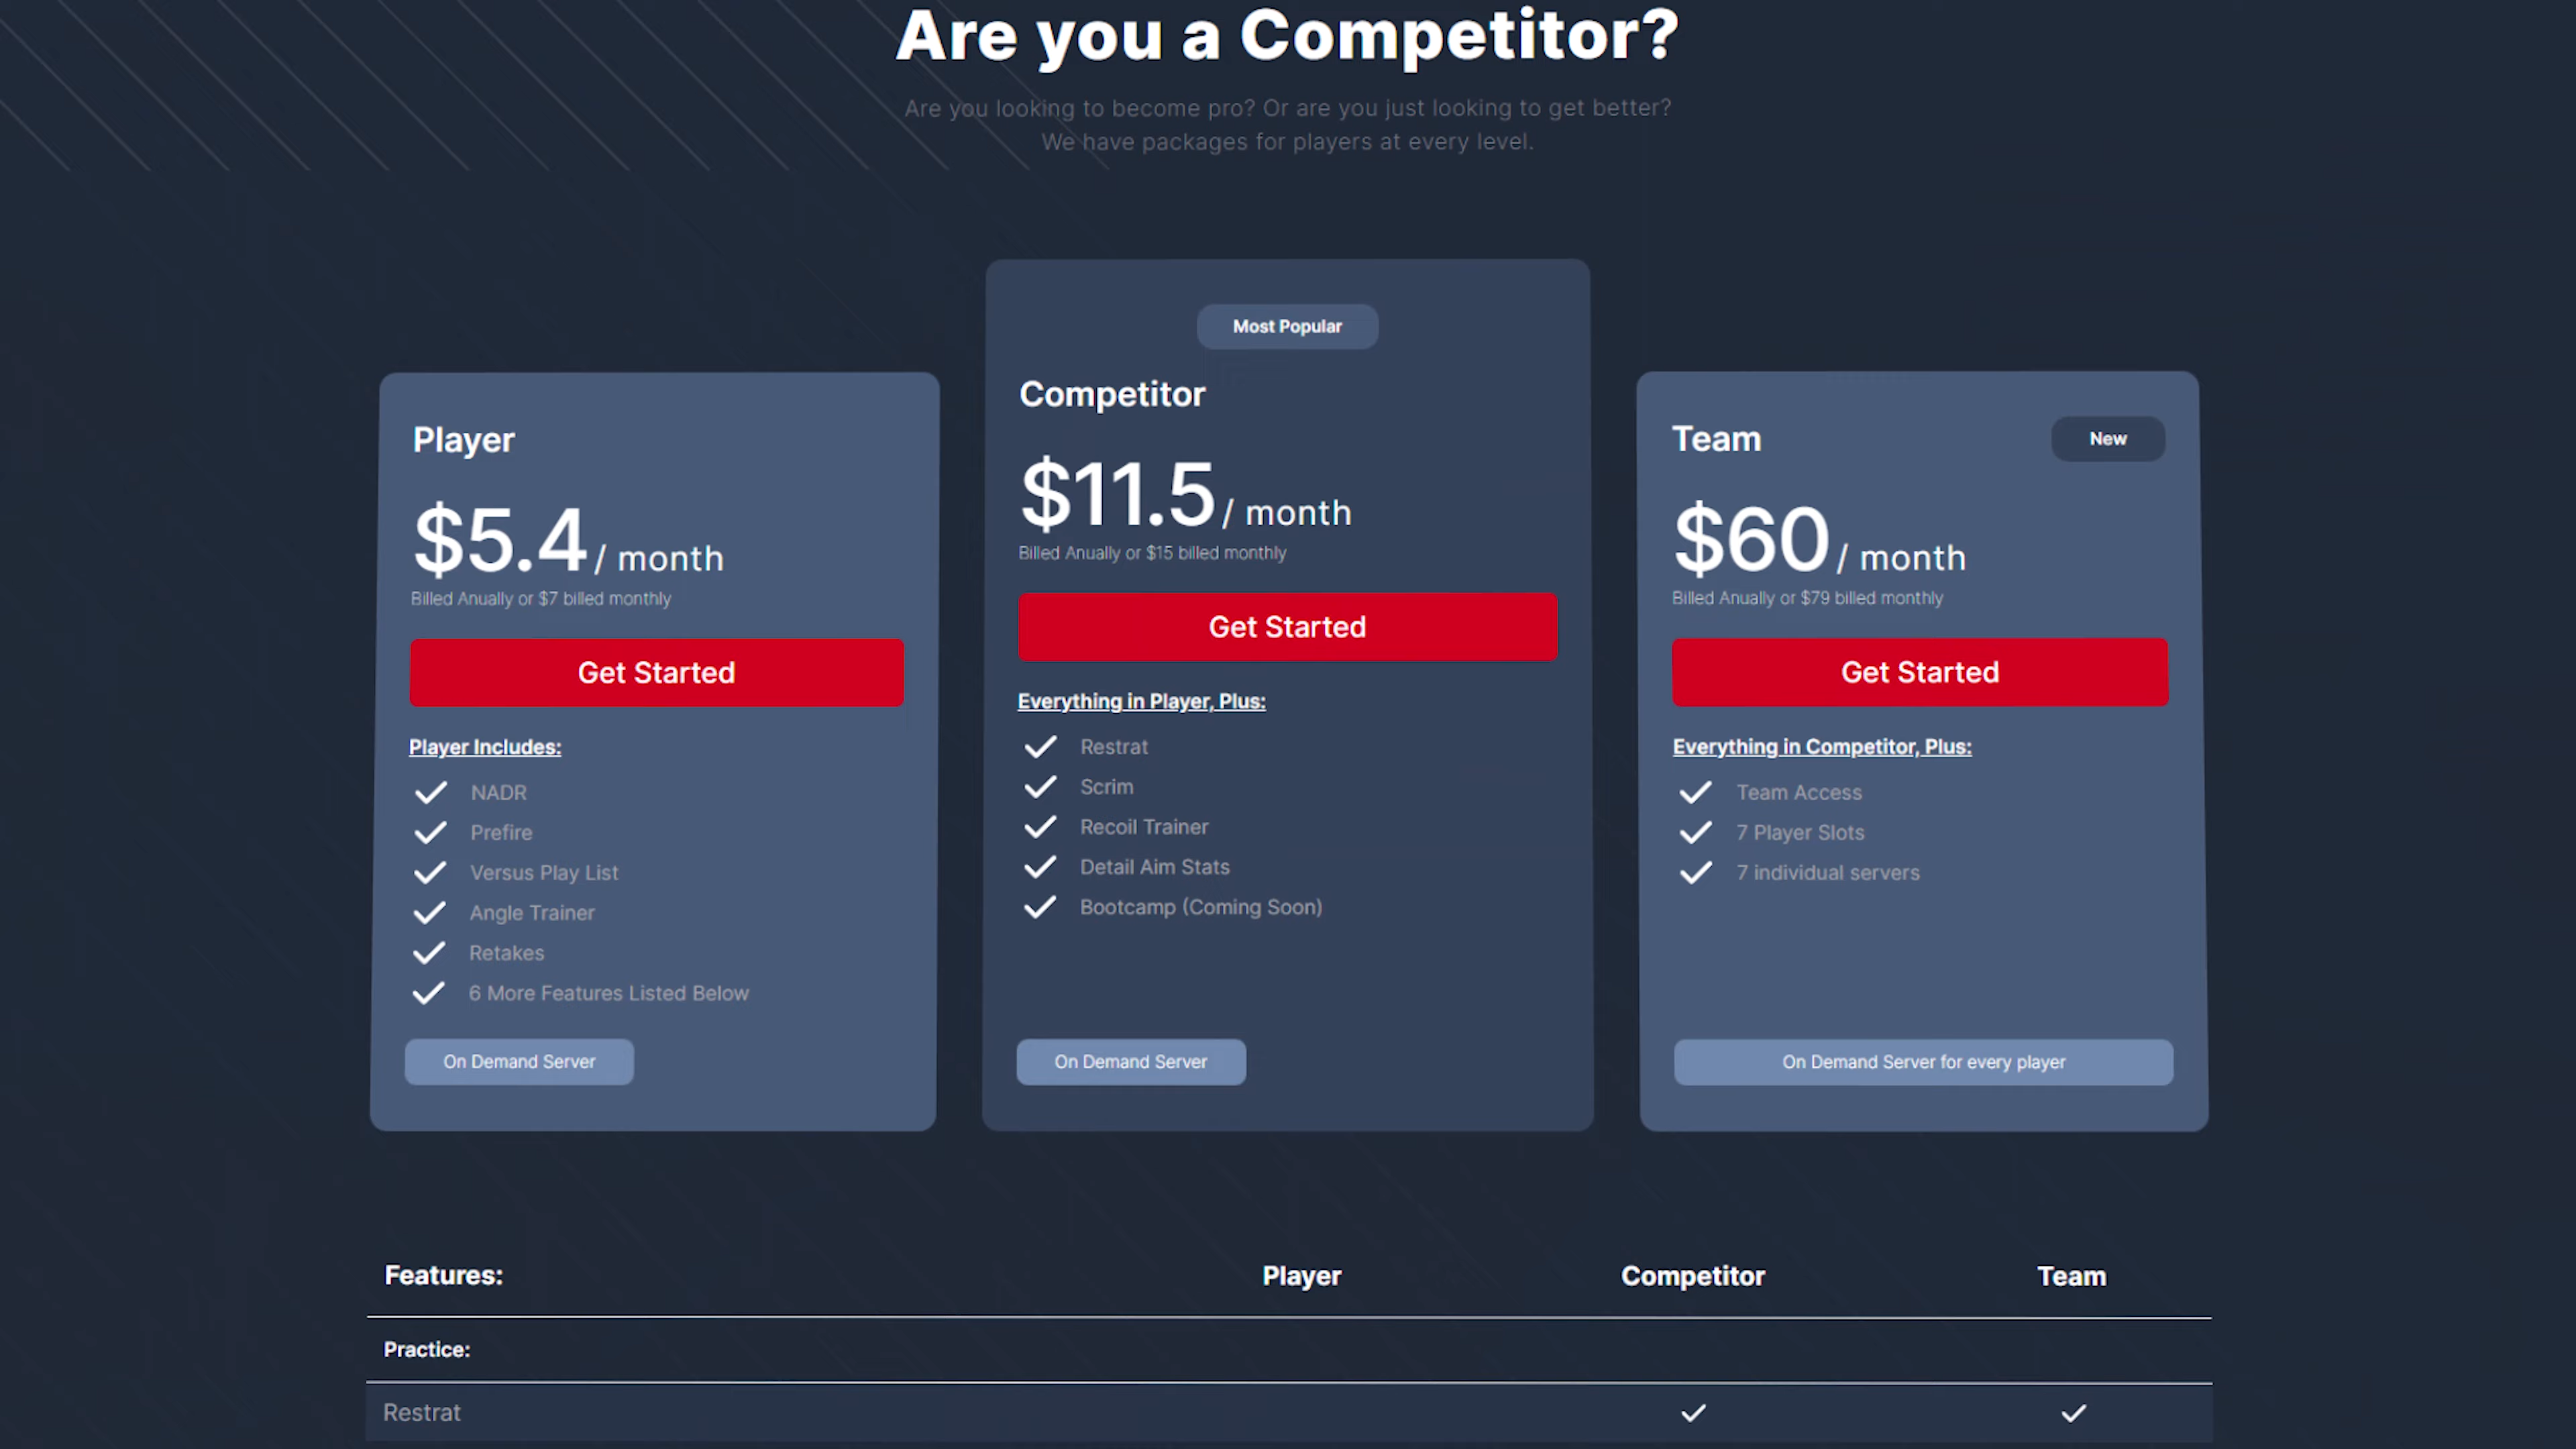 Are you a Competitor?
Are you looking to become pro? Or are you just looking to get better?
We have packages for players at every level.
Player
$5.4 / month
Billed Anually or $7 billed monthly
Get Started
Player Includes:
NADR
Prefire
Versus Play List
Angle Trainer
Retakes
6 More Features Listed Below
On Demand Server
Most Popular
Competitor
$11.5 / month
Billed Anually or $15 billed monthly
Get Started
Everything in Player, Plus:
Restrat
Scrim
Recoil Trainer
Detail Aim Stats
Bootcamp (Coming Soon)
On Demand Server
Team New
$60 / month
Billed Anually or $79 billed monthly
Get Started
Everything in Competitor, Plus:
Team Access
7 Player Slots
7 individual servers
On Demand Server for every player
Features: Player Competitor Team
Practice:
Restrat